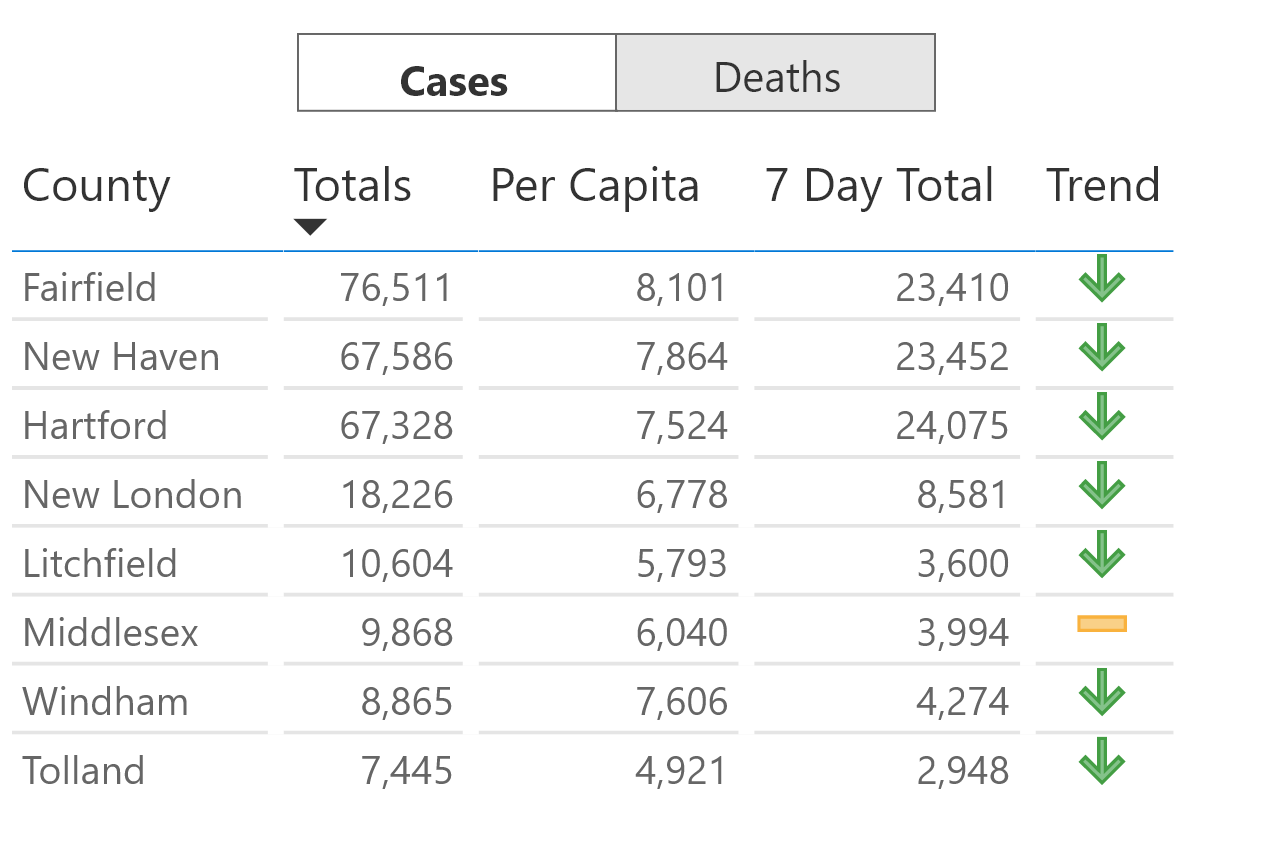 Cases Deaths
County Totals Per Capita 7 Day Total Trend
Fairfield 76,511 8,101 23,410
New Haven 67,586 7,864 23,452
Hartford 67,328 7,524 24,075
New London 18,226 6,778 8,581
Litchfield 10,604 5,793 3,600
Middlesex 9,868 6,040 3,994
Windham 8,865 7,606 4,274
Tolland 7,445 4,921 2,948